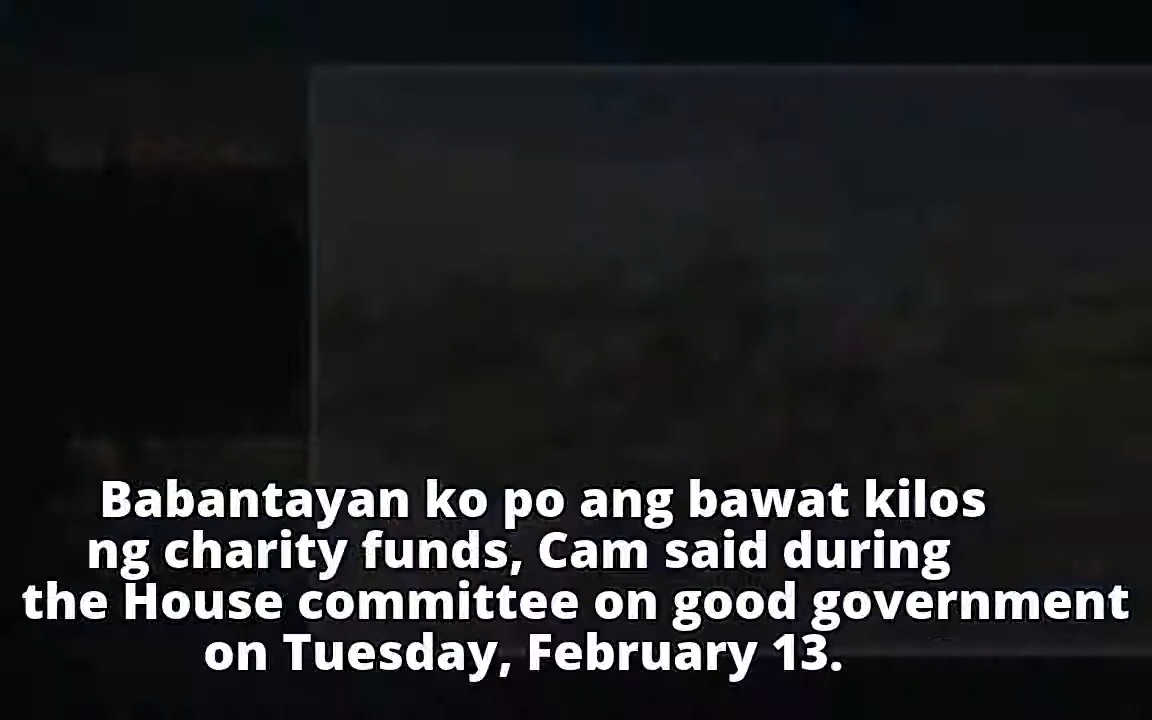 Babantayan ko po ang bawat kilos
ng charity funds, Cam said during
the House committee on good government
on Tuesday, February 13.